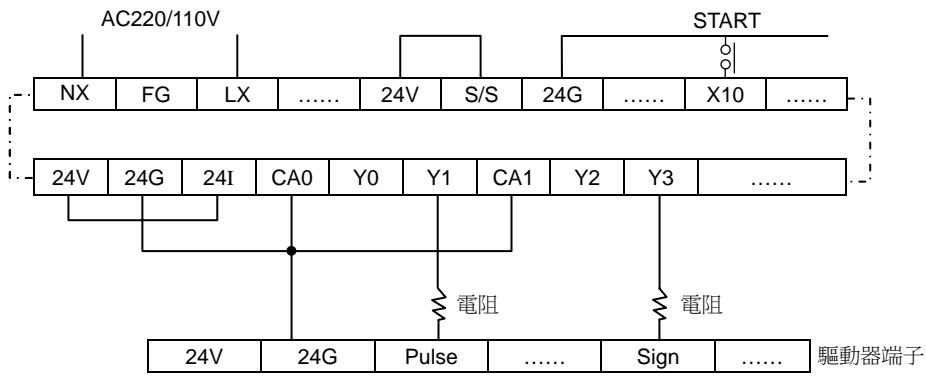 AC220/110V START
NX FG LX …… 24V S/S 24G …… X10 ……
24V 24G 24I CA0 Y0 Y1 CA1 Y2 Y3 ……
電阻 電阻
24V 24G Pulse …… Sign …… 驅動器端子